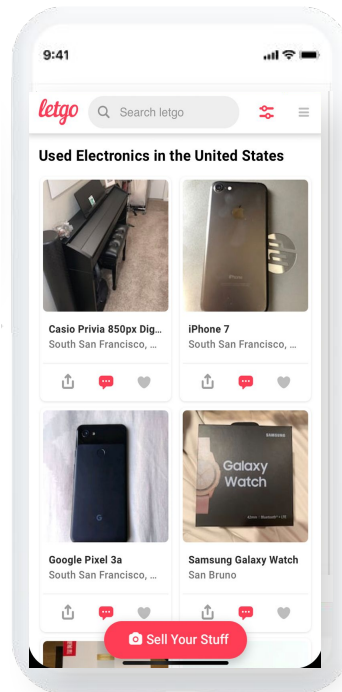 9:41
letgo
Search letgo
Used Electronics in the United States
Casio Privia 850px Dig...
South San Francisco, ...
iPhone 7
South San Francisco, ...
iPhone
SAMSUNG
Galaxy
Watch
Google Pixel 3a
South San Francisco, ...
Samsung Galaxy Watch
San Bruno
Sell Your Stuff